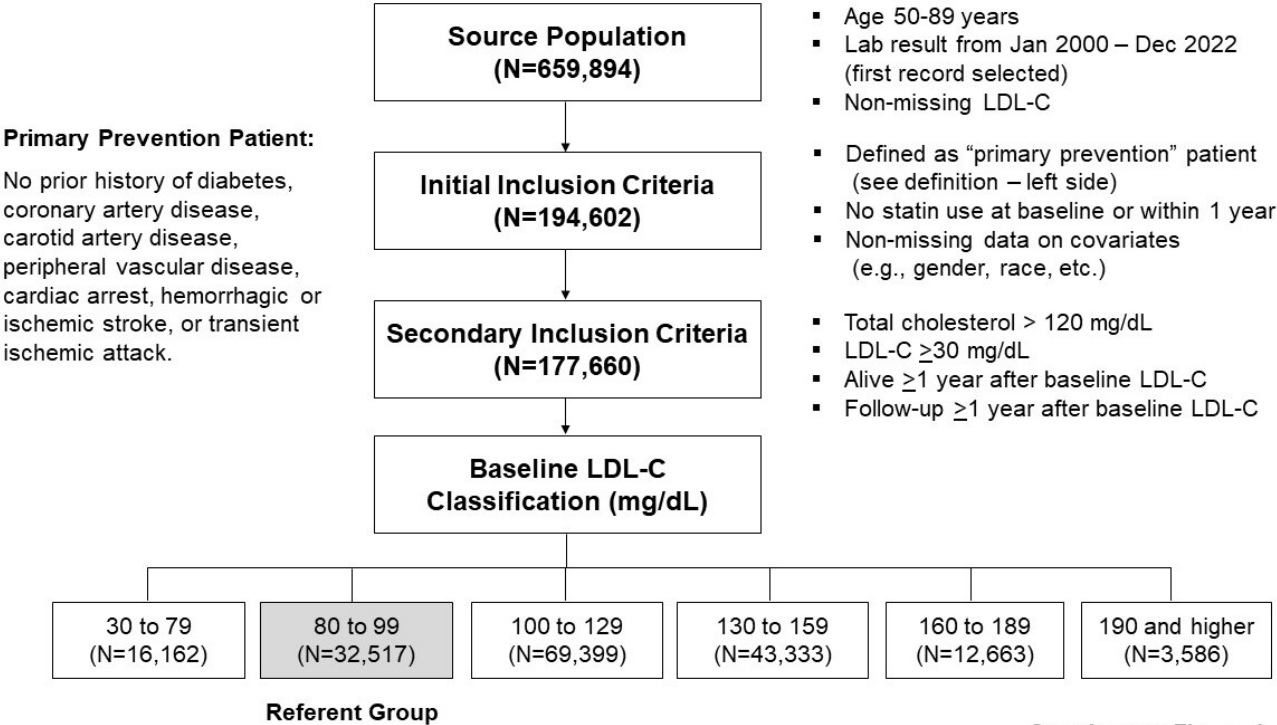 Source Population
(N=659,894)
▪ Age 50-89 years
▪ Lab result from Jan 2000 – Dec 2022
(first record selected)
▪ Non-missing LDL-C
Primary Prevention Patient:
No prior history of diabetes,
coronary artery disease,
carotid artery disease,
peripheral vascular disease,
cardiac arrest, hemorrhagic or
ischemic stroke, or transient
ischemic attack.
Initial Inclusion Criteria
(N=194,602)
▪ Defined as “primary prevention” patient
(see definition – left side)
▪ No statin use at baseline or within 1 year
▪ Non-missing data on covariates
(e.g., gender, race, etc.)
Secondary Inclusion Criteria
(N=177,660)
▪ Total cholesterol > 120 mg/dL
▪ LDL-C ≥30 mg/dL
▪ Alive ≥1 year after baseline LDL-C
▪ Follow-up ≥1 year after baseline LDL-C
Baseline LDL-C
Classification (mg/dL)
30 to 79
(N=16,162)
80 to 99
(N=32,517)
100 to 129
(N=69,399)
130 to 159
(N=43,333)
160 to 189
(N=12,663)
190 and higher
(N=3,586)
Referent Group